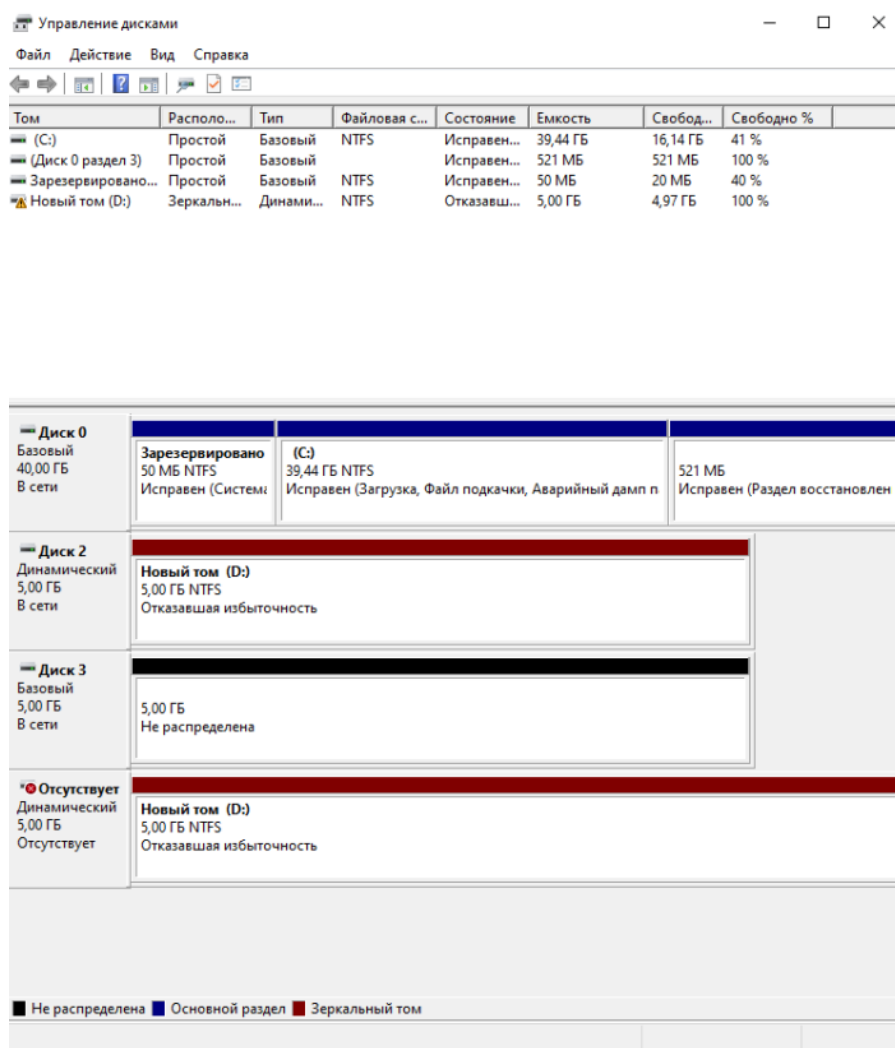 Управление дисками
Файл Действие Вид Справка
Том Располо... Тип Файловая с... Состояние Емкость Свобод... Свободно %
(C:) Простой Базовый NTFS Исправен... 39,44 ГБ 16,14 ГБ 41 %
(Диск 0 раздел 3) Простой Базовый Исправен... 521 МБ 521 МБ 100 %
Зарезервировано... Простой Базовый NTFS Исправен... 50 МБ 20 МБ 40 %
Новый том (D:) Зеркальн... Динами... NTFS Отказавш... 5,00 ГБ 4,97 ГБ 100 %
Диск 0
Базовый
40,00 ГБ
В сети
Зарезервировано
50 МБ NTFS
Исправен (Система
(C:)
39,44 ГБ NTFS
Исправен (Загрузка, Файл подкачки, Аварийный дамп п
521 МБ
Исправен (Раздел восстановлен
Диск 2
Динамический
5,00 ГБ
В сети
Новый том (D:)
5,00 ГБ NTFS
Отказавшая избыточность
Диск 3
Базовый
5,00 ГБ
В сети
5,00 ГБ
Не распределена
Отсутствует
Динамический
5,00 ГБ
Отсутствует
Новый том (D:)
5,00 ГБ NTFS
Отказавшая избыточность
Не распределена Основной раздел Зеркальный том